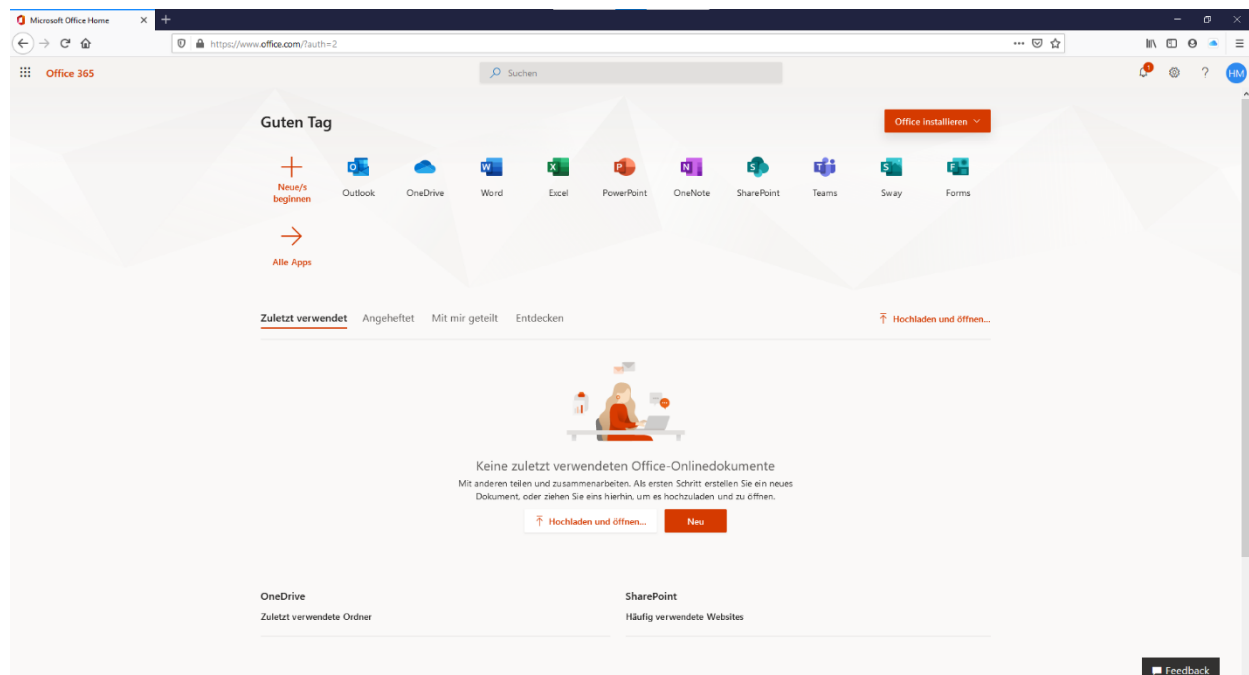 Microsoft Office Home
https://www.office.com/?auth=2
Office 365
Suchen
1
HM
Guten Tag
Office installieren
Neue/s beginnen
Outlook
OneDrive
Word
Excel
PowerPoint
OneNote
SharePoint
Teams
Sway
Forms
Alle Apps
Zuletzt verwendet Angeheftet Mit mir geteilt Entdecken
Hochladen und öffnen...
Keine zuletzt verwendeten Office-Onlinedokumente
Mit anderen teilen und zusammenarbeiten. Als ersten Schritt erstellen Sie ein neues
Dokument, oder ziehen Sie eins hierhin, um es hochzuladen und zu öffnen.
Hochladen und öffnen...
Neu
OneDrive
Zuletzt verwendete Ordner
SharePoint
Häufig verwendete Websites
Feedback